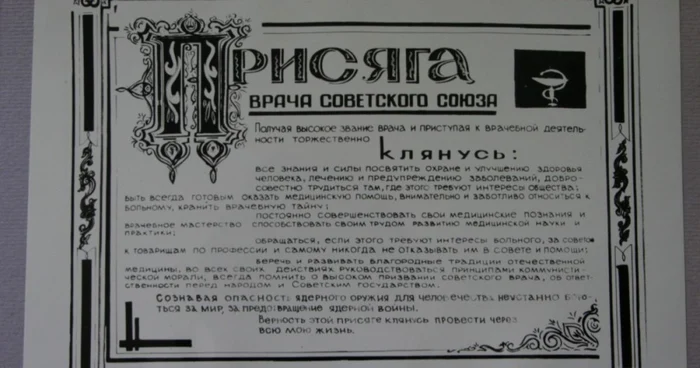 Присяга
ВРАЧА СОВЕТСКОГО СОЮЗА
Получая высокое звание врача и приступая к врачебной деятель-
ности торжественно
клянусь:
все знания и силы посвятить охране и улучшению здоровья
человека, лечению и предупреждению заболеваний, добро-
совестно трудиться там, где этого требуют интересы общества;
быть всегда готовым оказать медицинскую помощь, внимательно и заботливо относиться к
больному, хранить врачебную тайну;
постоянно совершенствовать свои медицинские познания и
врачебное мастерство способствовать своим трудом развитию медицинской науки и
практики;
обращаться, если этого требуют интересы больного, за советом
к товарищам по профессии и самому никогда не отказывать им в совете и помощи;
беречь и развивать благородные традиции отечественной
медицины, во всех своих действиях руководствоваться принципами коммунисти-
ческой морали, всегда помнить о высоком призвании советского врача, об ответ-
ственности перед народом и Советским государством.
Сознавая опасность ядерного оружия для человечества неустанно боро-
ться за мир, за предотвращение ядерной войны.
Верность этой присяге клянусь пронести через
всю мою жизнь.